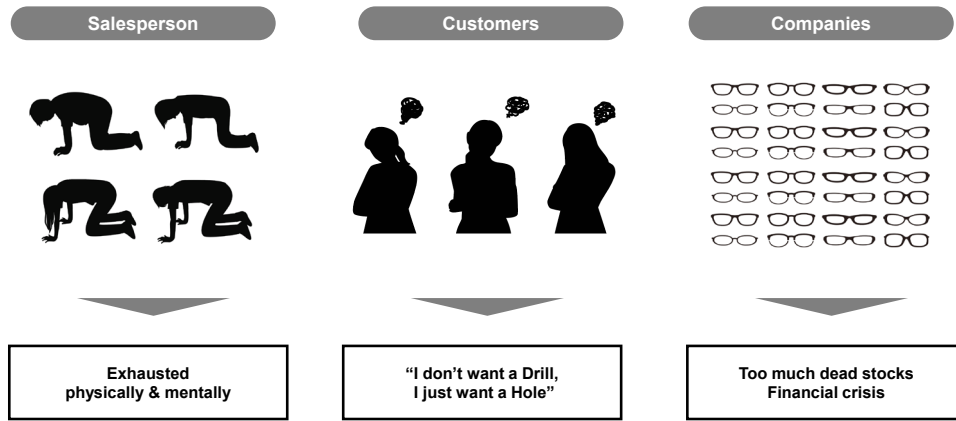 Salesperson
Customers
Companies
Exhausted
physically & mentally
“I don’t want a Drill,
I just want a Hole”
Too much dead stocks
Financial crisis